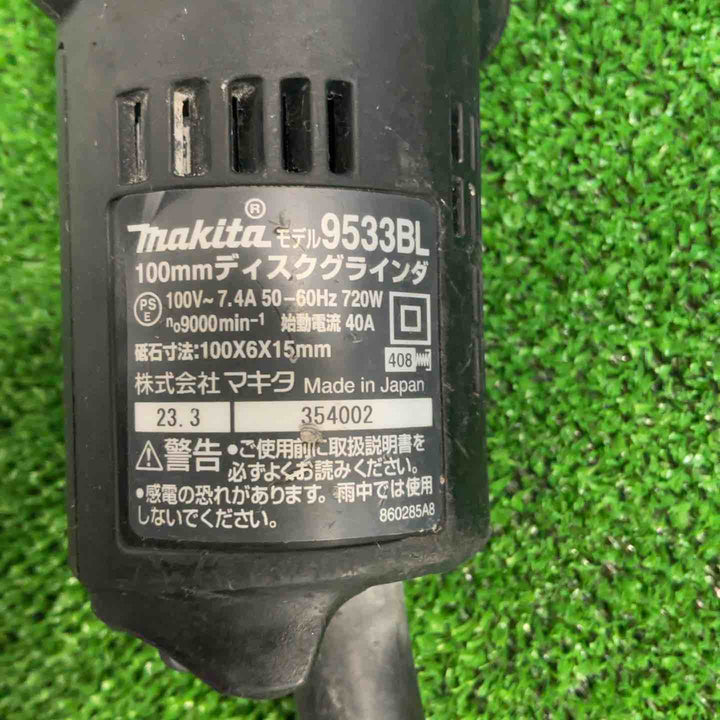 ®
makita モデル 9533BL
100mmディスクグラインダ
PS E 100V~ 7.4A 50-60Hz 720W
n₀9000min⁻¹ 始動電流 40A
砥石寸法:100X6X15mm 408
株式会社 マキタ Made in Japan
23.3 354002
警告 •ご使用前に取扱説明書を
必ずよくお読みください。
•感電の恐れがあります。雨中では使用
しないでください。 860285A8